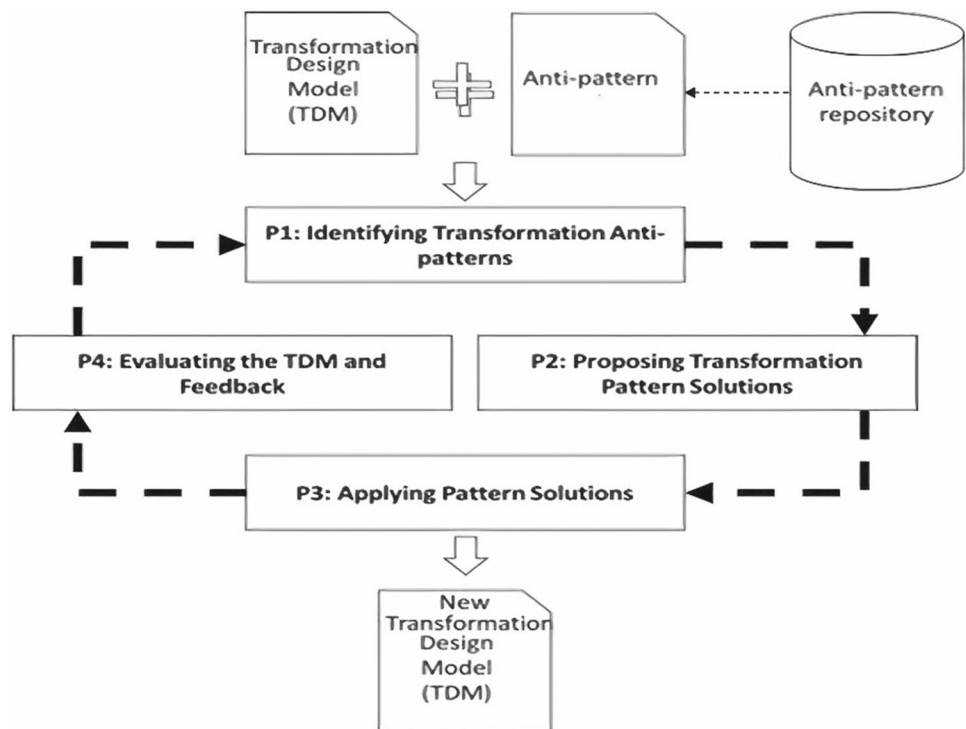 Transformation
Design
Model
(TDM)
Anti-pattern
Anti-pattern
repository
P1: Identifying Transformation Anti-
patterns
P4: Evaluating the TDM and
Feedback
P2: Proposing Transformation
Pattern Solutions
P3: Applying Pattern Solutions
New
Transformation
Design
Model
(TDM)